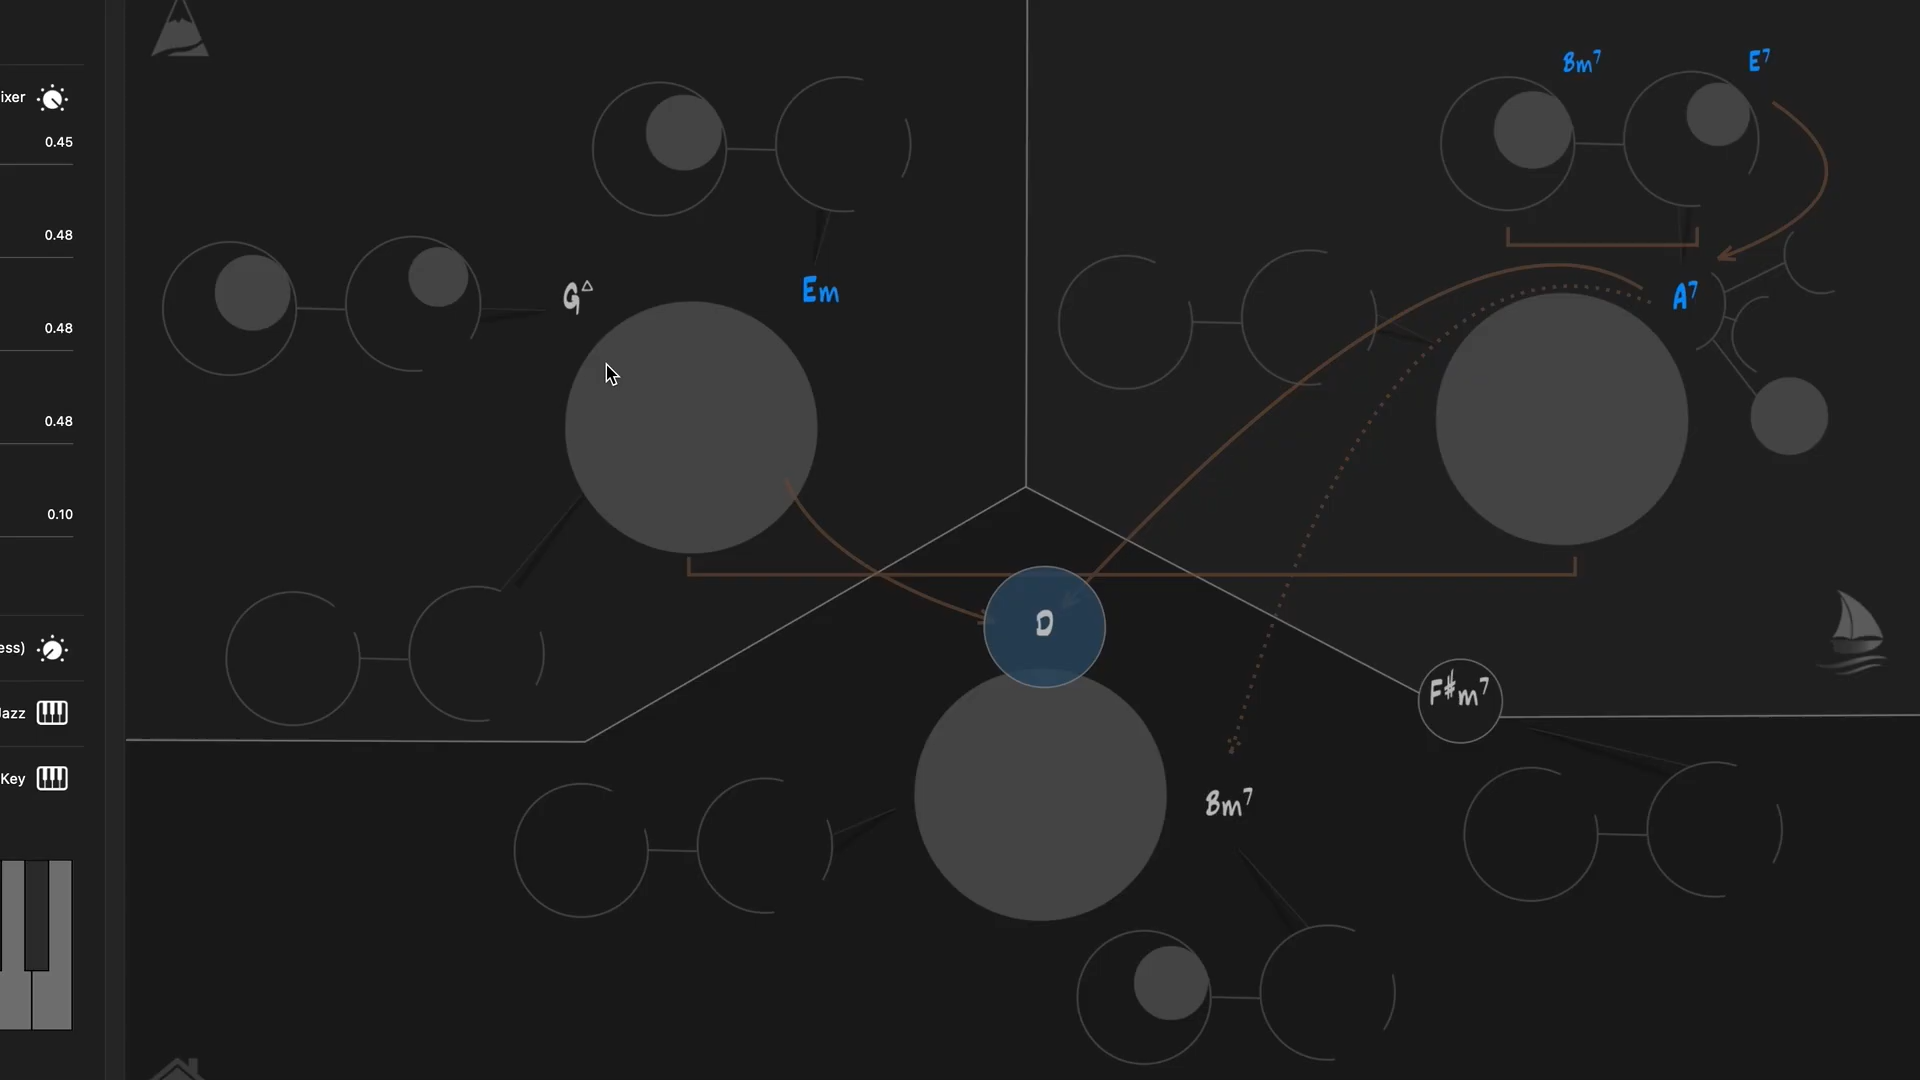 ixer
0.45
0.48
0.48
0.48
0.10
ess)
Jazz
Key
Bm7
E7
G△
Em
A7
D
F#m7
Bm7